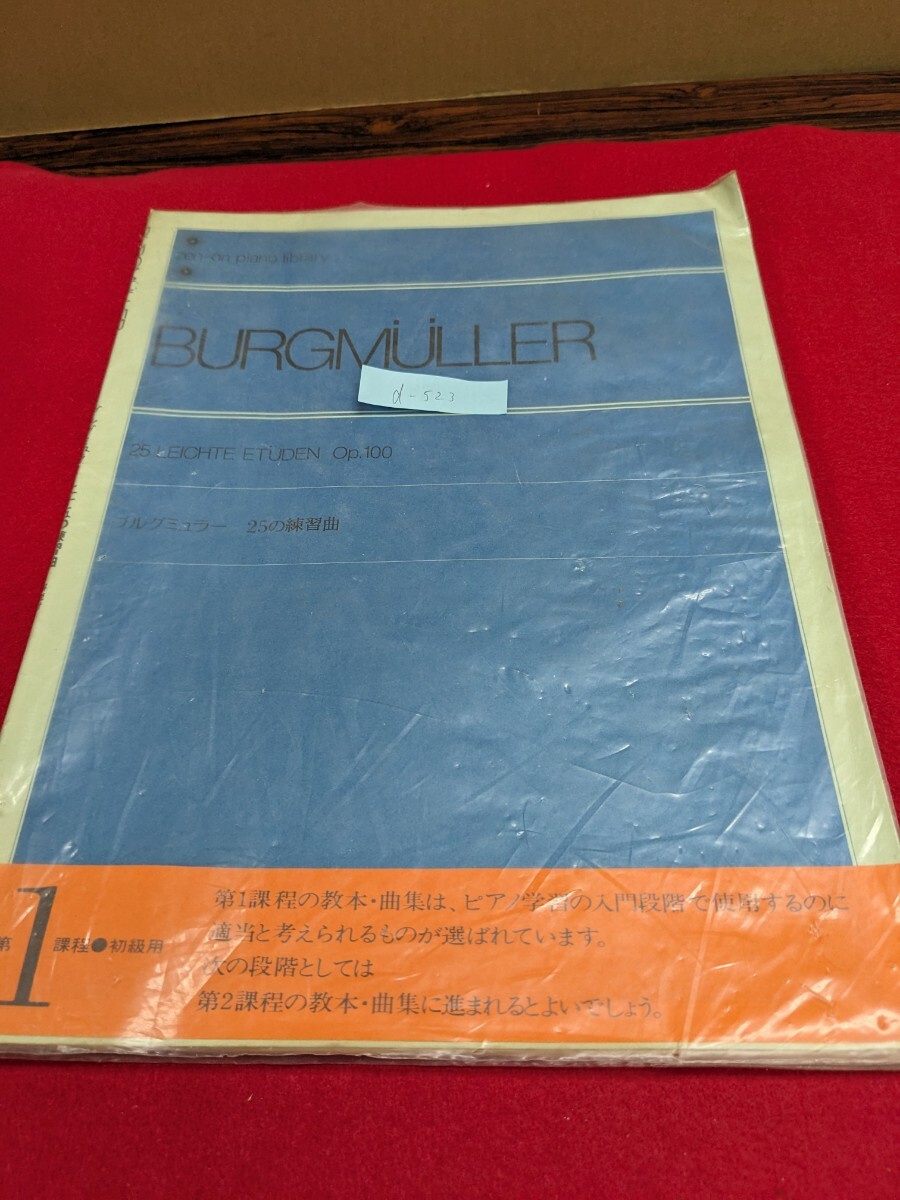 zen-on piano library
BURGMÜLLER
d-523
25 LEICHTE ETÜDEN Op.100
ブルグミュラー 25の練習曲
第1課程●初級用
第1課程の教本・曲集は、ピアノ学習の入門段階で使用するのに
適当と考えられるものが選ばれています。
次の段階としては
第2課程の教本・曲集に進まれるとよいでしょう。